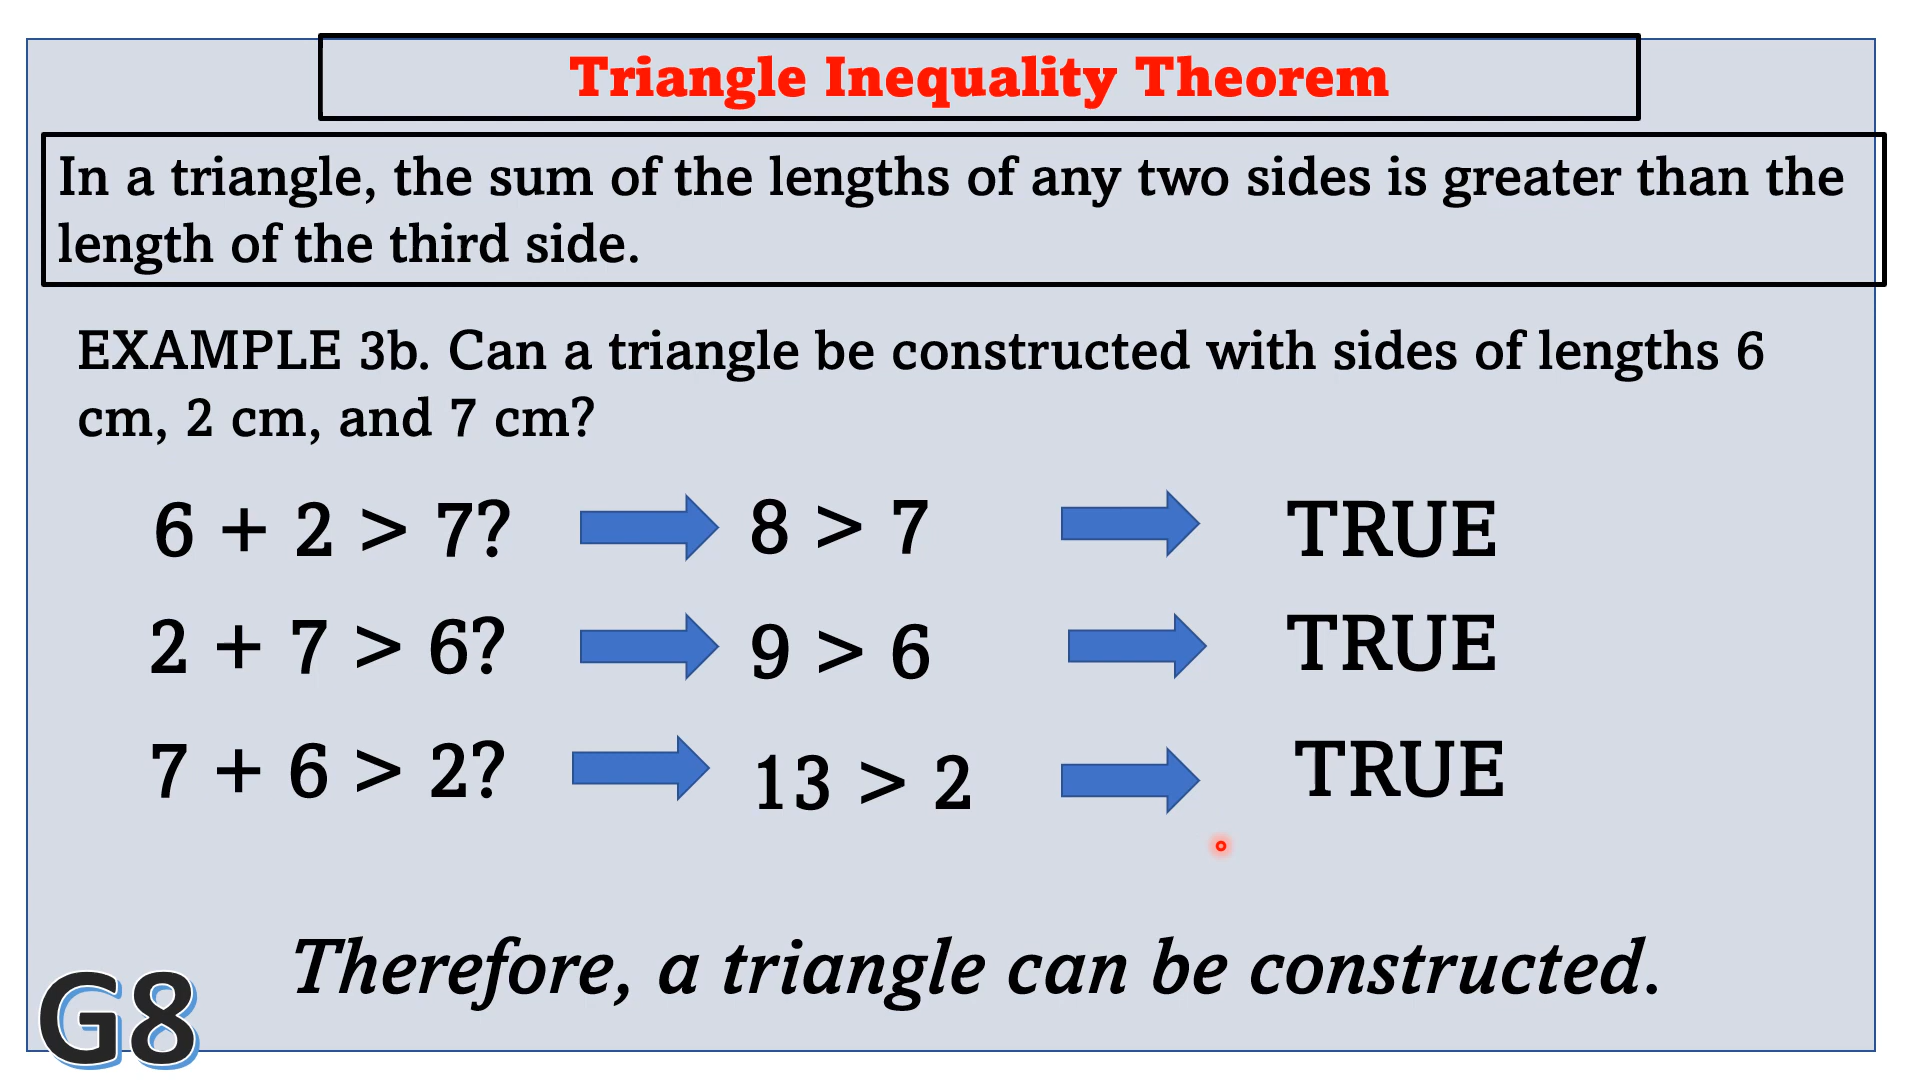 Triangle Inequality Theorem
In a triangle, the sum of the lengths of any two sides is greater than the
length of the third side.
EXAMPLE 3b. Can a triangle be constructed with sides of lengths 6
cm, 2 cm, and 7 cm?
6 + 2 > 7? 8 > 7 TRUE
2 + 7 > 6? 9 > 6 TRUE
7 + 6 > 2? 13 > 2 TRUE
Therefore, a triangle can be constructed.
G8